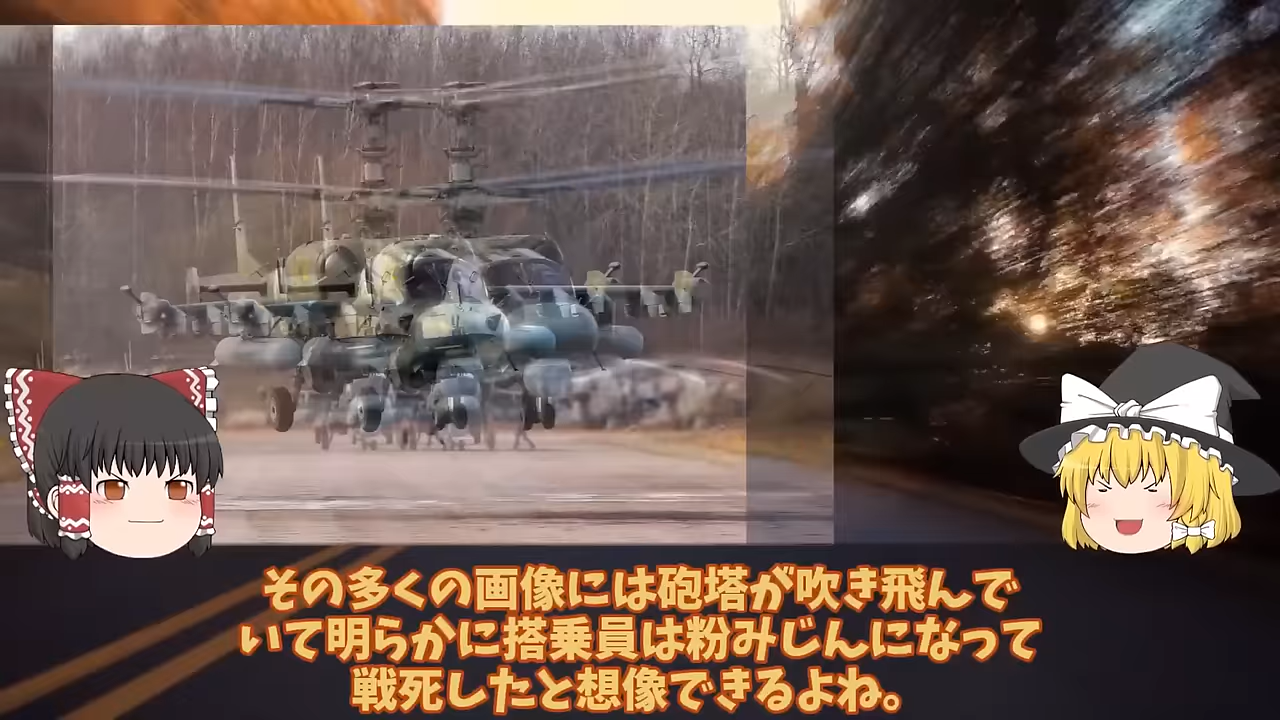 その多くの画像には砲塔が吹き飛んで
いて明らかに搭乗員は粉みじんになって
戦死したと想像できるよね。